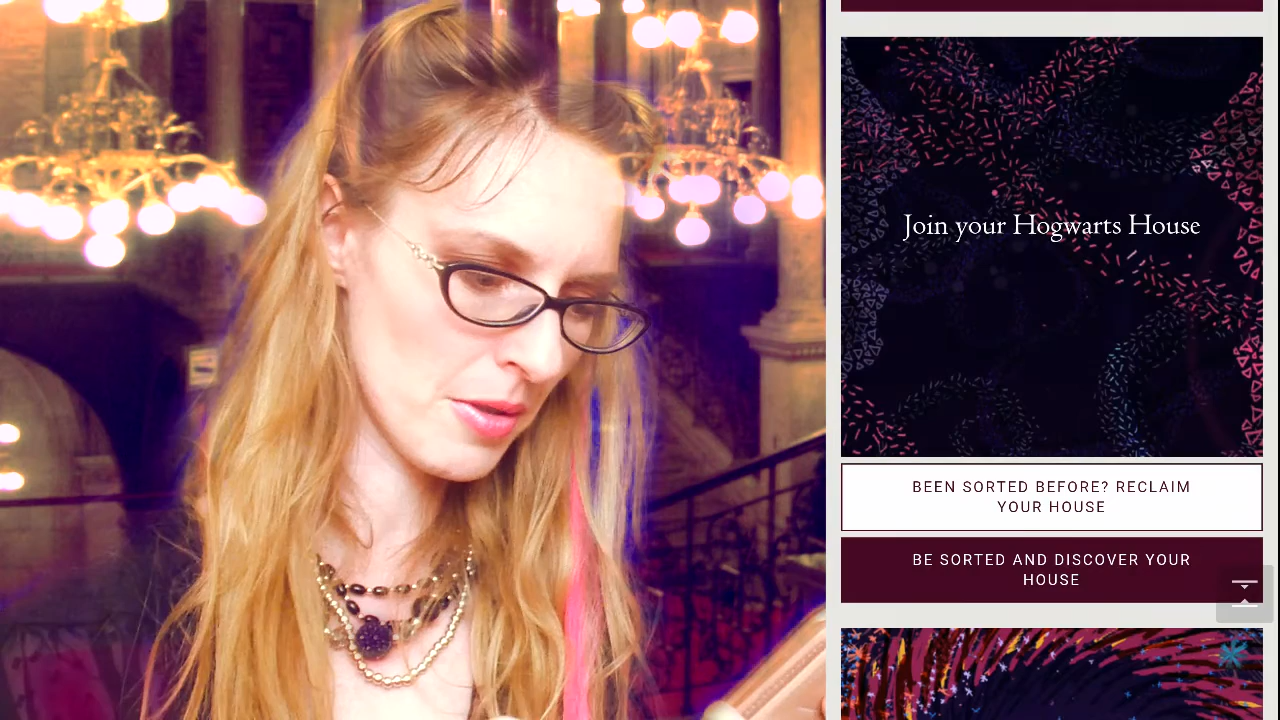 Join your Hogwarts House
BEEN SORTED BEFORE? RECLAIM
YOUR HOUSE
BE SORTED AND DISCOVER YOUR
HOUSE